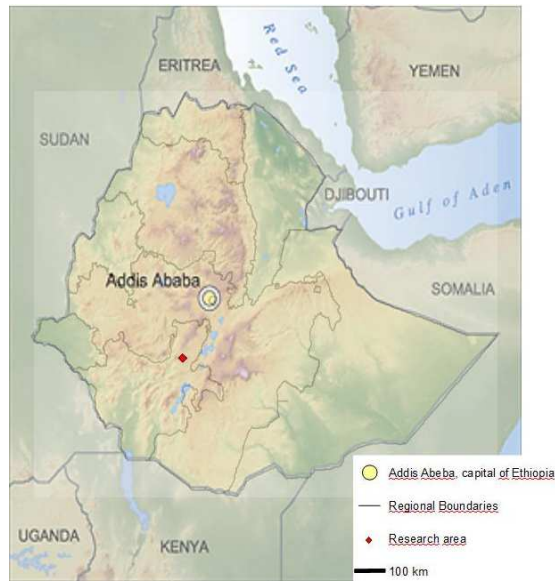 Red Sea
ERITREA
YEMEN
SUDAN
DJIBOUTI
Gulf of Aden
Addis Ababa
SOMALIA
Addis Abeba, capital of Ethiopia
Regional Boundaries
Research area
100 km
UGANDA
KENYA